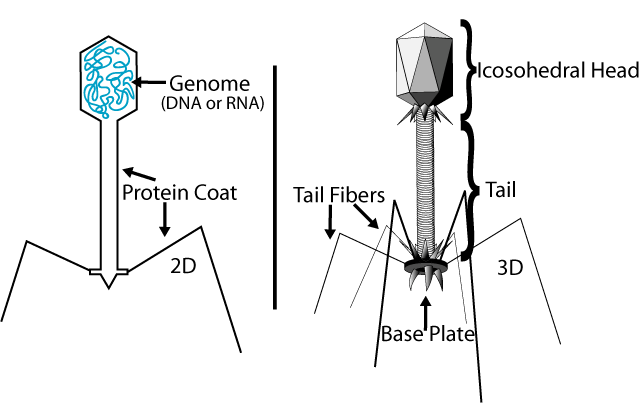 Genome
(DNA or RNA)
Protein Coat
2D
Icosohedral Head
Tail Fibers
Tail
3D
Base Plate